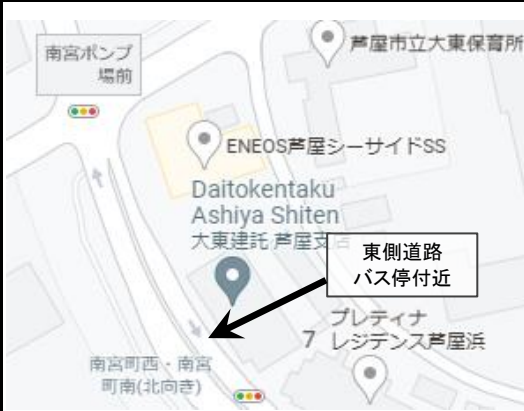 南宮ポンプ
場前
芦屋市立大東保育所
ENEOS芦屋シーサイドSS
Daitokentaku
Ashiya Shiten
大東建託 芦屋支店
東側道路
バス停付近
プレティナ
7 レジデンス芦屋浜
南宮町西・南宮
町南(北向き)